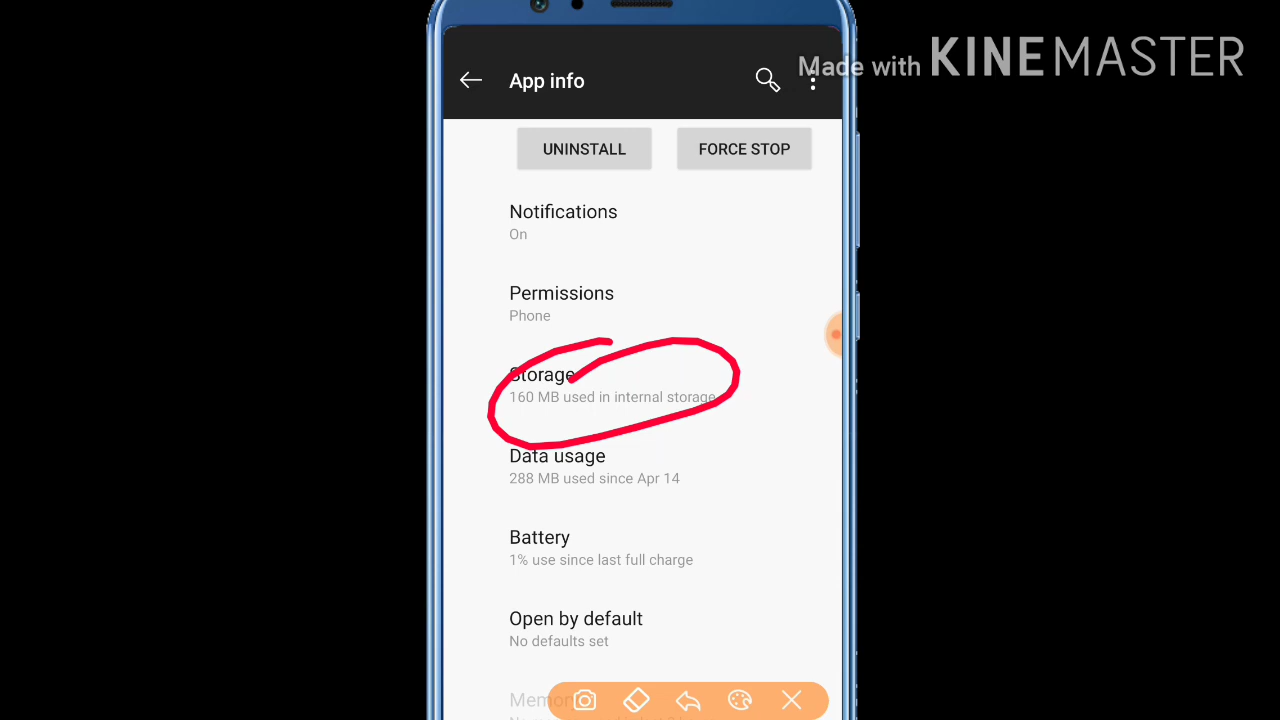 App info
Made with KINEMASTER
UNINSTALL
FORCE STOP
Notifications
On
Permissions
Phone
Storage
160 MB used in internal storage
Data usage
288 MB used since Apr 14
Battery
1% use since last full charge
Open by default
No defaults set